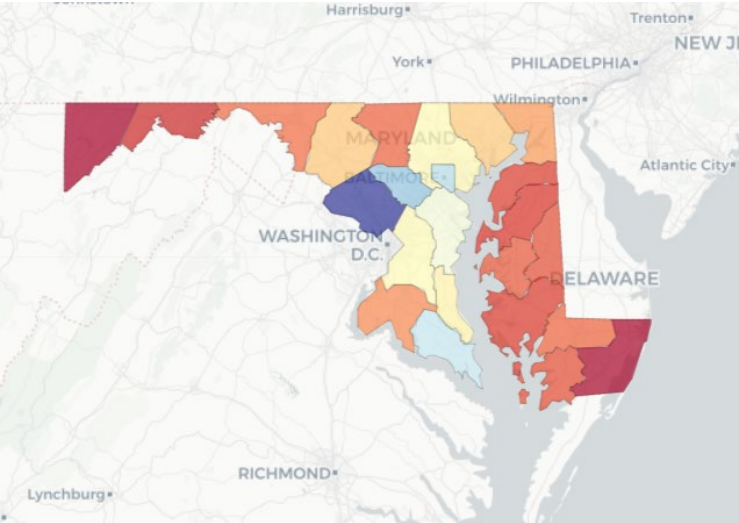 Harrisburg
Trenton
NEW JE
York
PHILADELPHIA
Wilmington
MARYLAND
Atlantic City
BALTIMORE
WASHINGTON
D.C.
DELAWARE
RICHMOND
Lynchburg